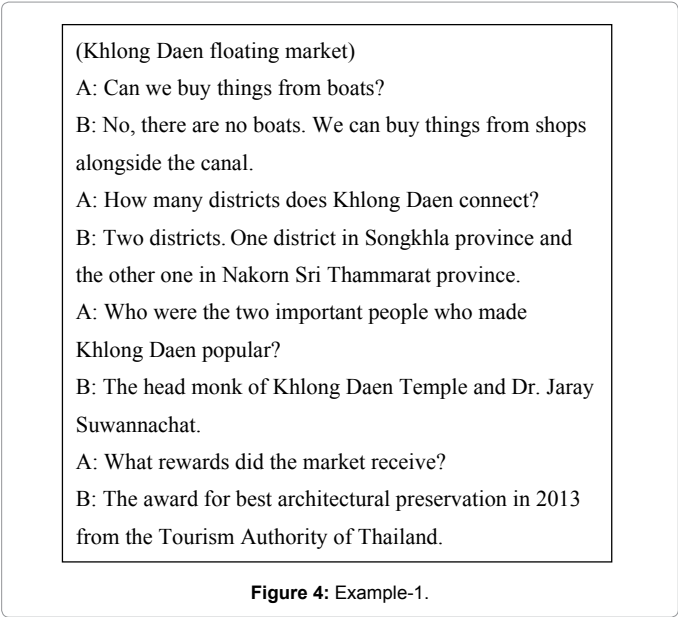 (Khlong Daen floating market)
A: Can we buy things from boats?
B: No, there are no boats. We can buy things from shops
alongside the canal.
A: How many districts does Khlong Daen connect?
B: Two districts. One district in Songkhla province and
the other one in Nakorn Sri Thammarat province.
A: Who were the two important people who made
Khlong Daen popular?
B: The head monk of Khlong Daen Temple and Dr. Jaray
Suwannachat.
A: What rewards did the market receive?
B: The award for best architectural preservation in 2013
from the Tourism Authority of Thailand.
Figure 4: Example-1.